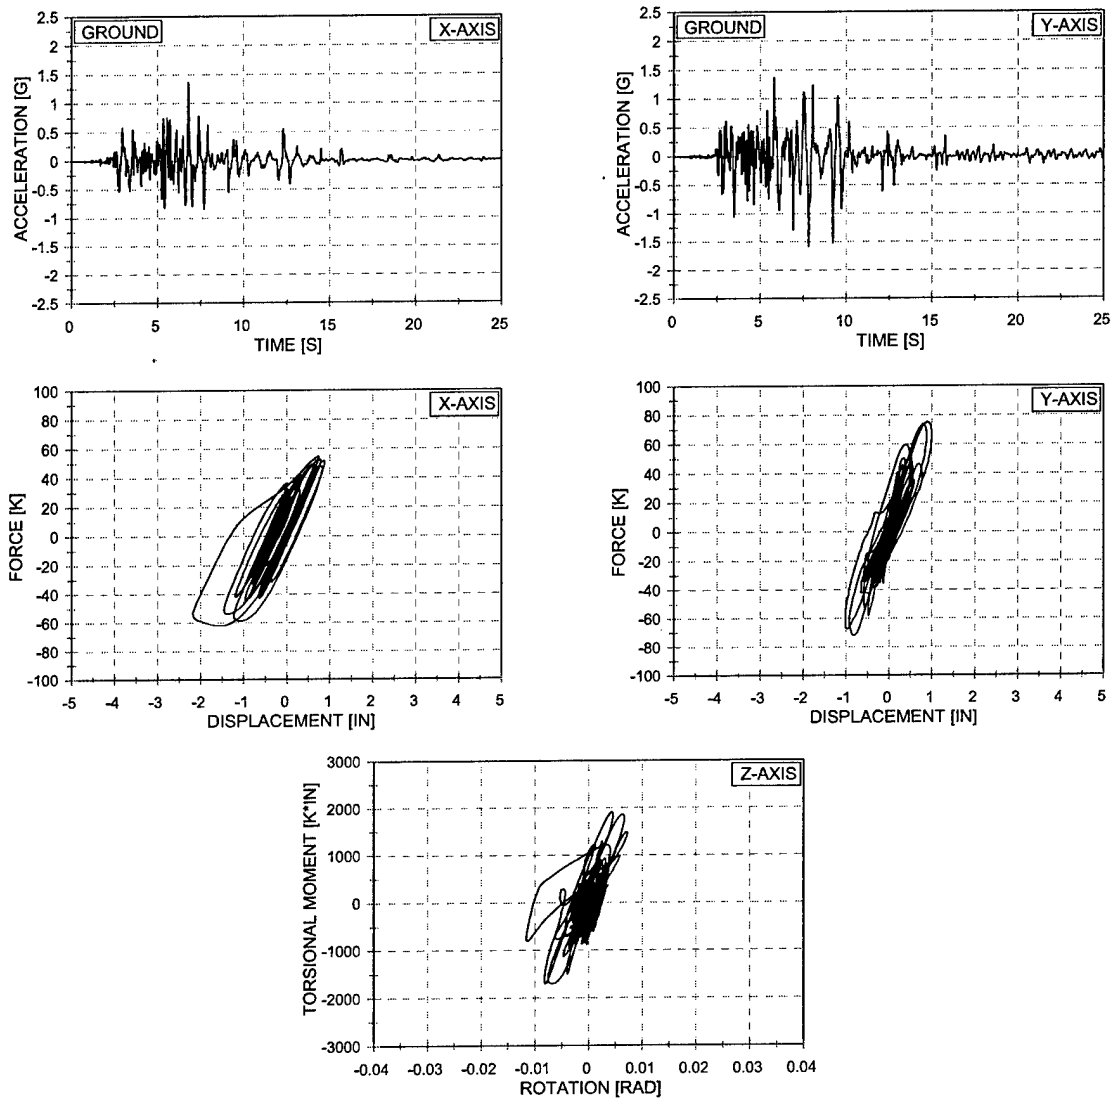 GROUND X-AXIS
2.5
2
1.5
1
0.5
0
-0.5
-1
-1.5
-2
-2.5
ACCELERATION [G]
0 5 10 15 20 25
TIME [S]
GROUND Y-AXIS
2.5
2
1.5
1
0.5
0
-0.5
-1
-1.5
-2
-2.5
ACCELERATION [G]
0 5 10 15 20 25
TIME [S]
X-AXIS
100
80
60
40
20
0
-20
-40
-60
-80
-100
FORCE [K]
-5 -4 -3 -2 -1 0 1 2 3 4 5
DISPLACEMENT [IN]
Y-AXIS
100
80
60
40
20
0
-20
-40
-60
-80
-100
FORCE [K]
-5 -4 -3 -2 -1 0 1 2 3 4 5
DISPLACEMENT [IN]
Z-AXIS
3000
2000
1000
0
-1000
-2000
-3000
TORSIONAL MOMENT [K*IN]
-0.04 -0.03 -0.02 -0.01 0 0.01 0.02 0.03 0.04
ROTATION [RAD]